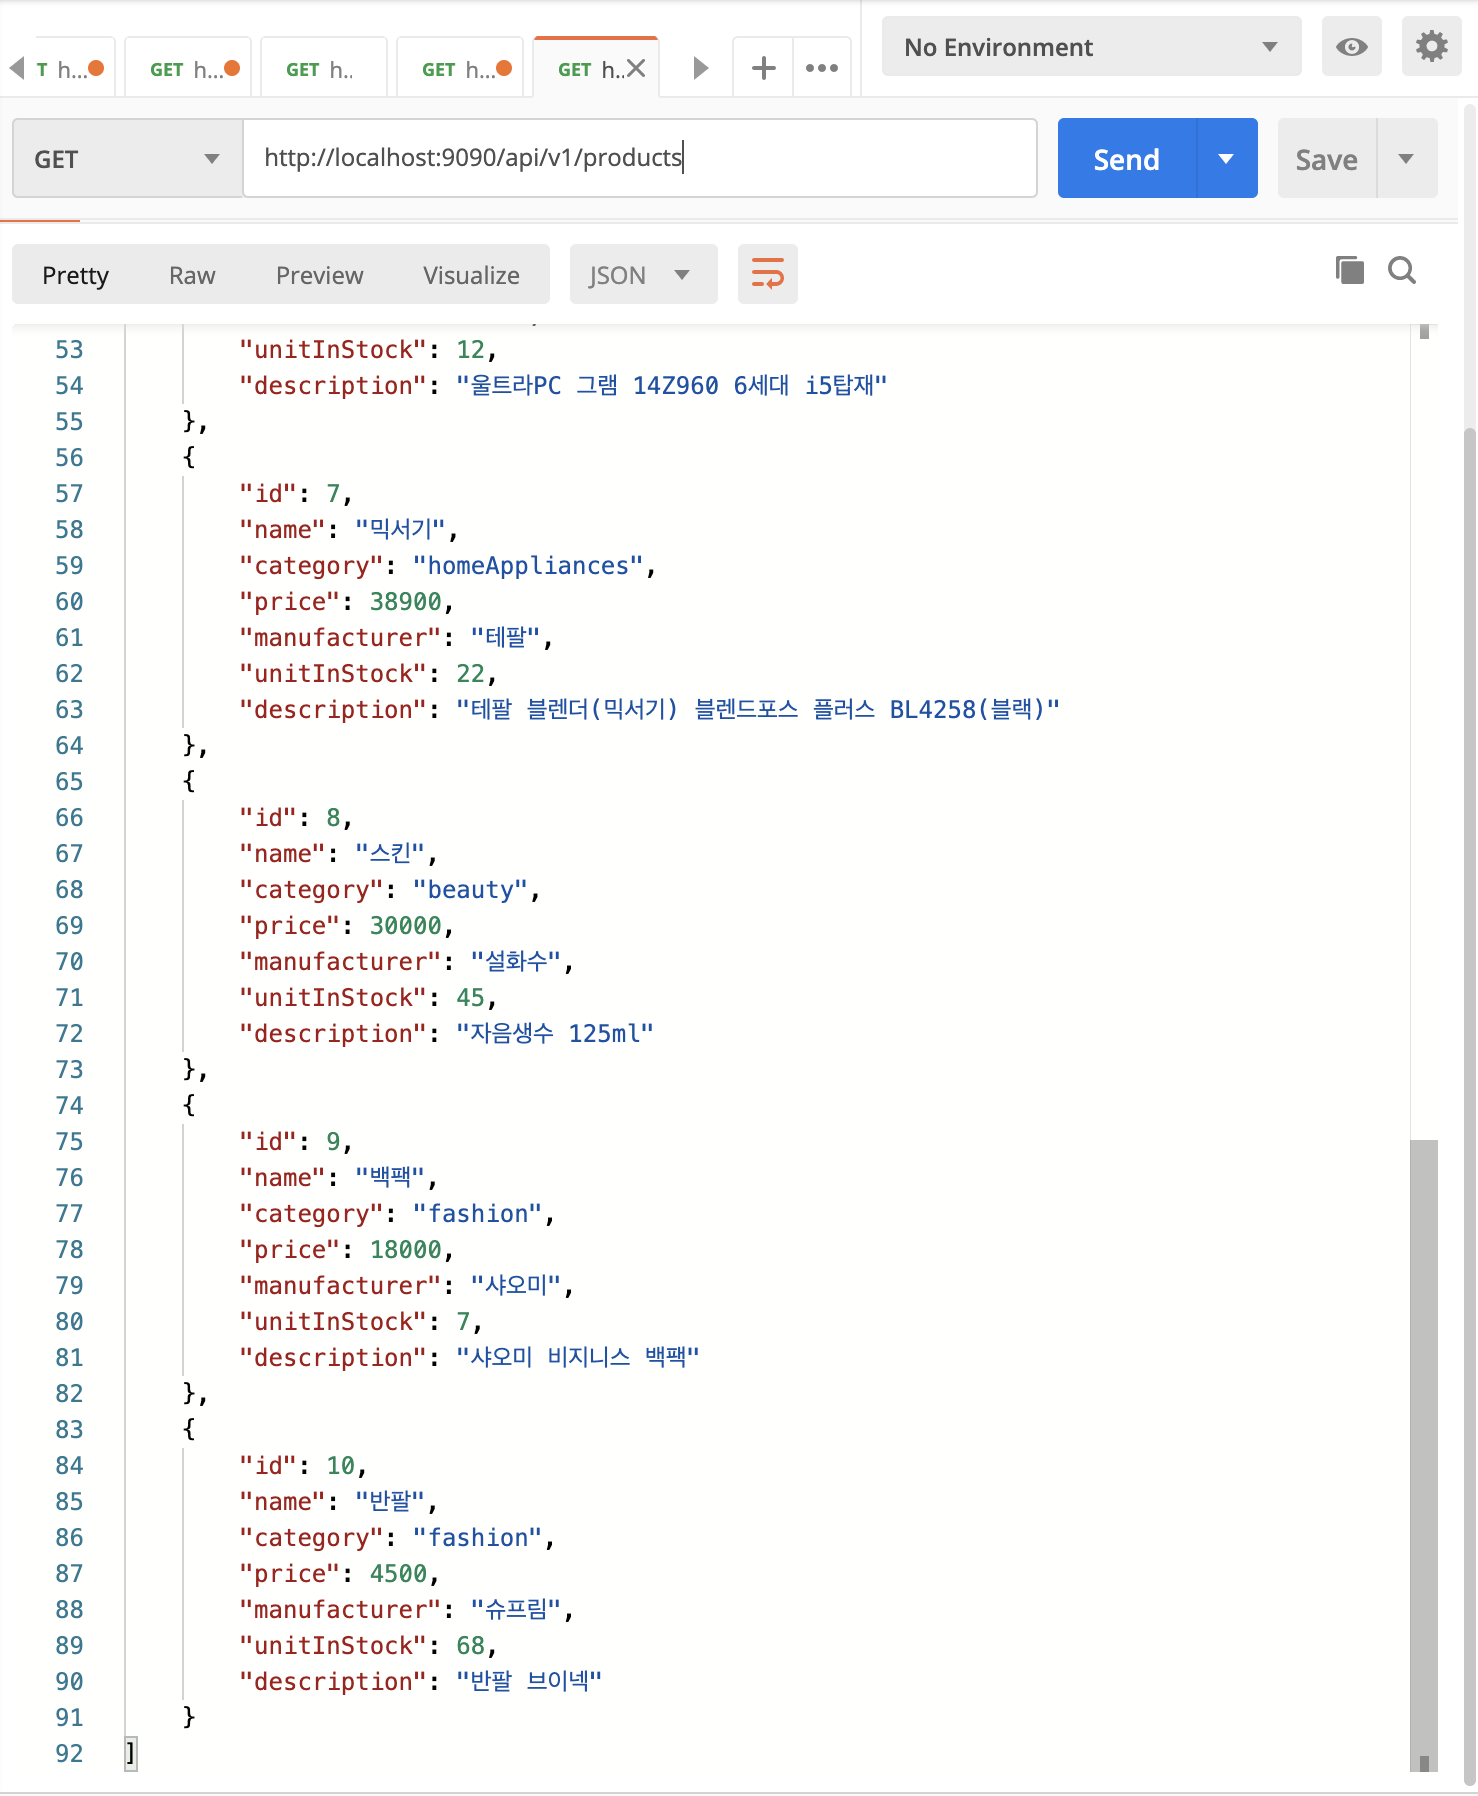 T h...
GET h...
GET h..
GET h...
GET h..
No Environment
GET
http://localhost:9090/api/v1/products
Send
Save
Pretty
Raw
Preview
Visualize
JSON
53 "unitInStock": 12,
54 "description": "울트라PC 그램 14Z960 6세대 i5탑재"
55 },
56 {
57 "id": 7,
58 "name": "믹서기",
59 "category": "homeAppliances",
60 "price": 38900,
61 "manufacturer": "테팔",
62 "unitInStock": 22,
63 "description": "테팔 블렌더(믹서기) 블렌드포스 플러스 BL4258(블랙)"
64 },
65 {
66 "id": 8,
67 "name": "스킨",
68 "category": "beauty",
69 "price": 30000,
70 "manufacturer": "설화수",
71 "unitInStock": 45,
72 "description": "자음생수 125ml"
73 },
74 {
75 "id": 9,
76 "name": "백팩",
77 "category": "fashion",
78 "price": 18000,
79 "manufacturer": "샤오미",
80 "unitInStock": 7,
81 "description": "샤오미 비지니스 백팩"
82 },
83 {
84 "id": 10,
85 "name": "반팔",
86 "category": "fashion",
87 "price": 4500,
88 "manufacturer": "슈프림",
89 "unitInStock": 68,
90 "description": "반팔 브이넥"
91 }
92 ]